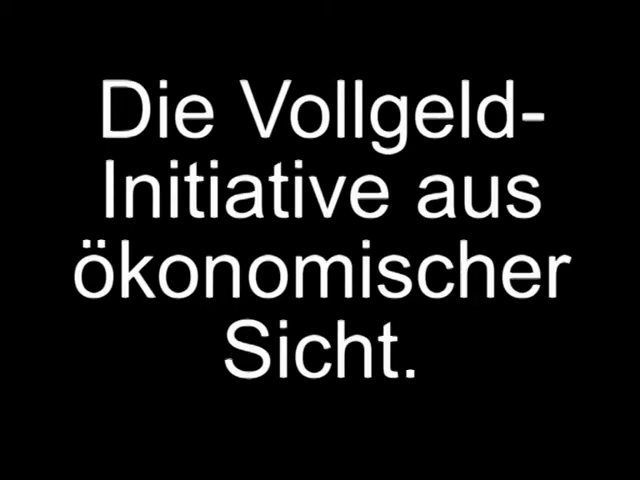 Die Vollgeld-
Initiative aus
ökonomischer
Sicht.